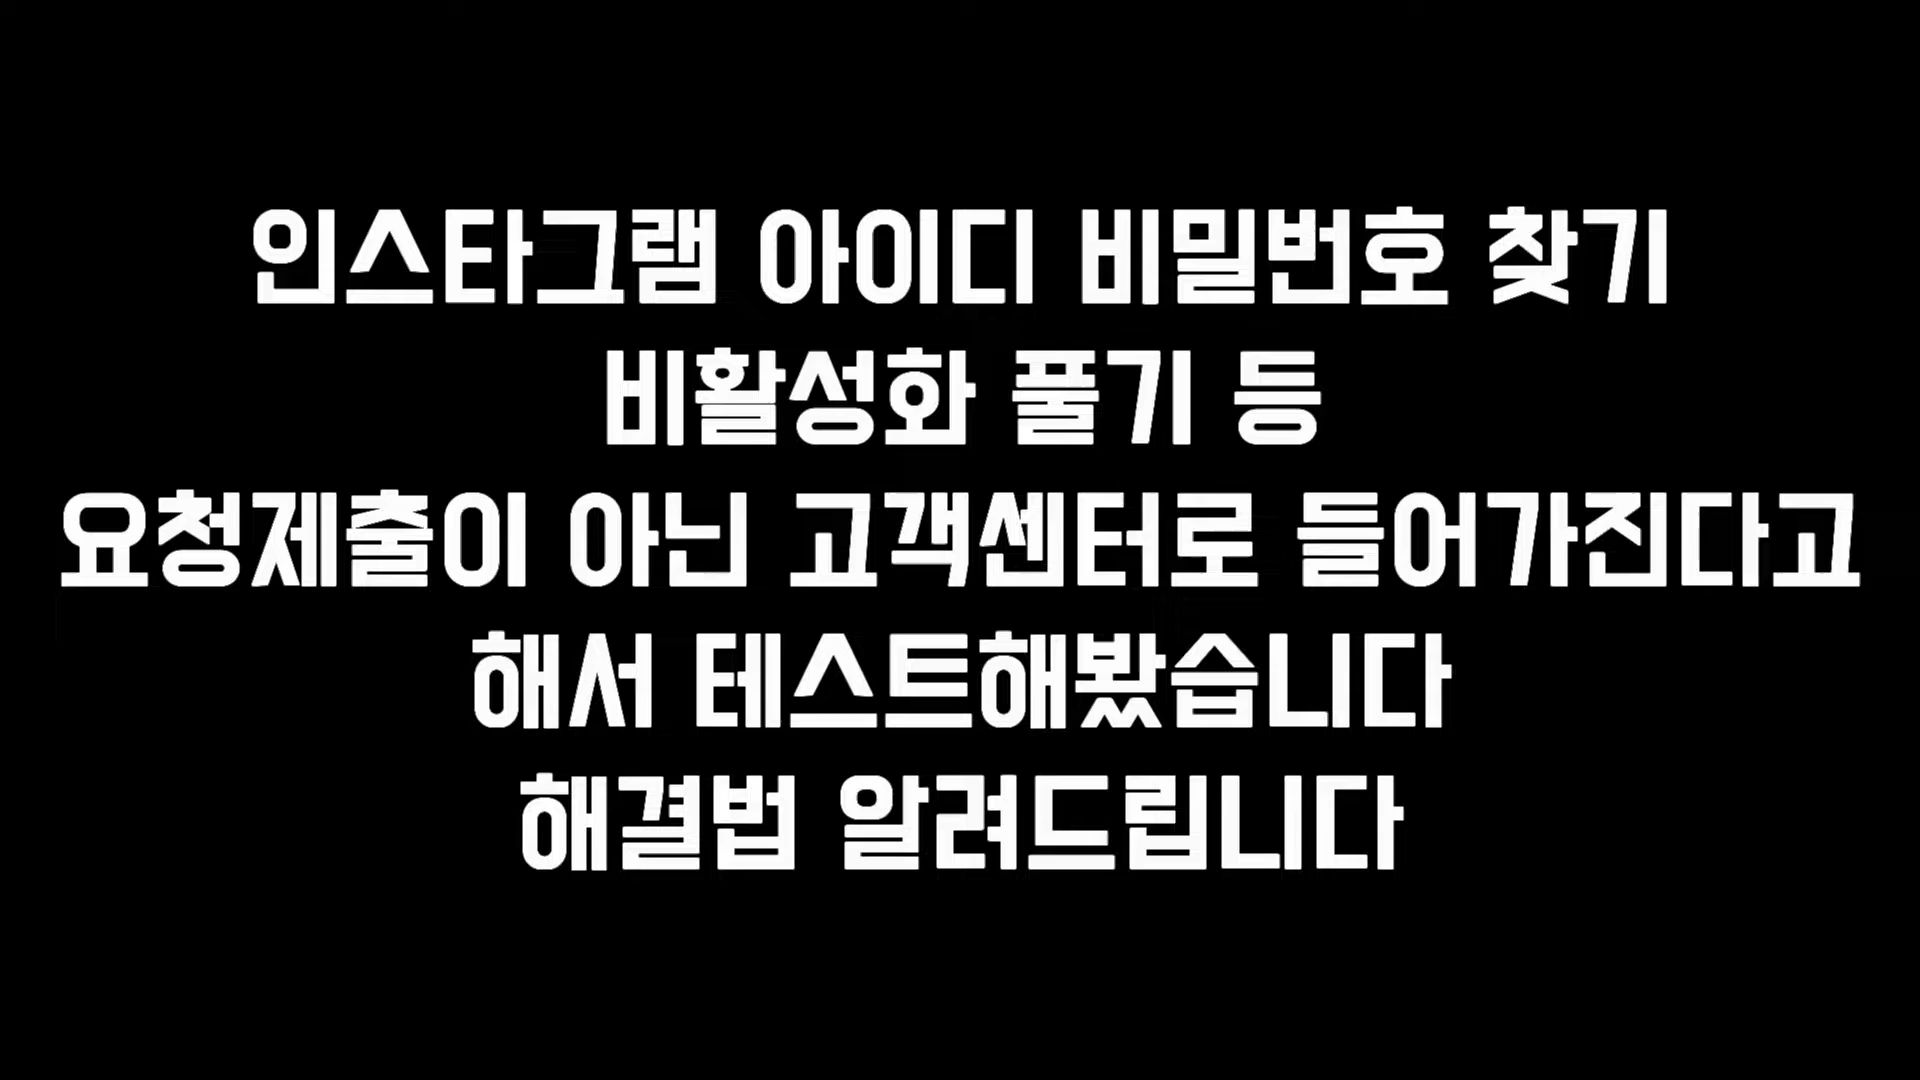 인스타그램 아이디 비밀번호 찾기
비활성화 풀기 등
요청제출이 아닌 고객센터로 들어가진다고
해서 테스트해봤습니다
해결법 알려드립니다